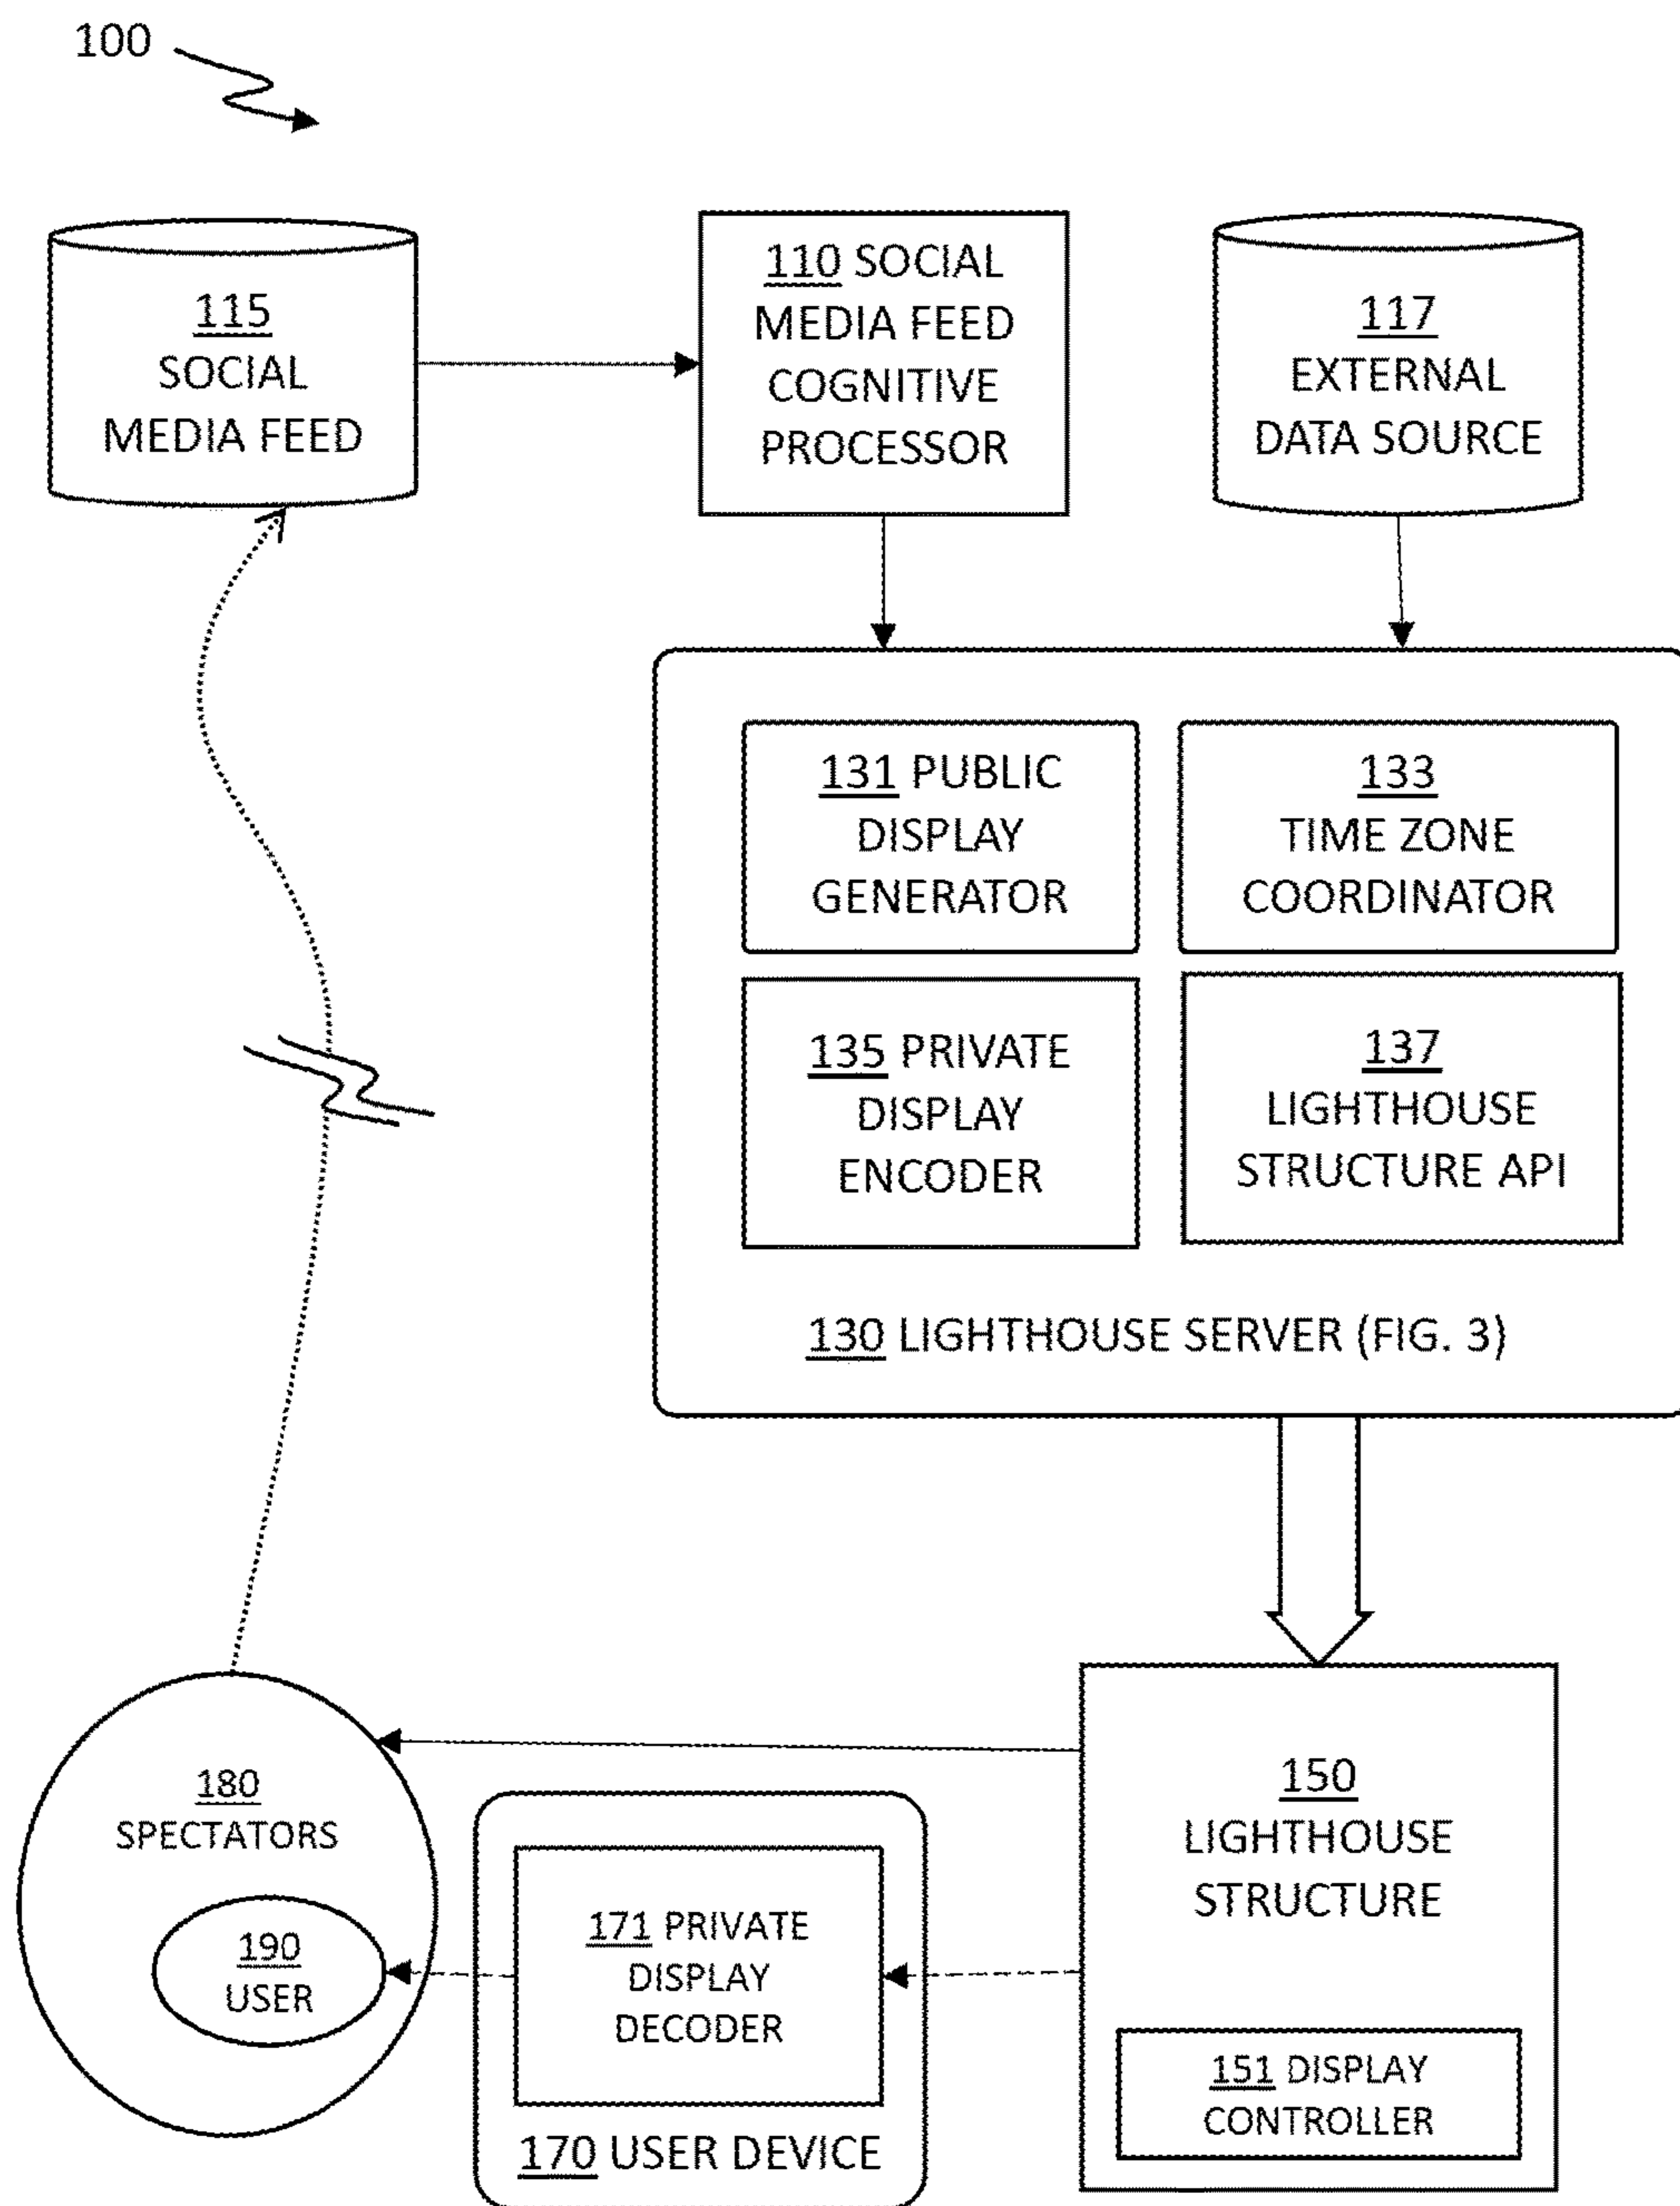 100
115
SOCIAL
MEDIA FEED
110 SOCIAL
MEDIA FEED
COGNITIVE
PROCESSOR
117
EXTERNAL
DATA SOURCE
131 PUBLIC
DISPLAY
GENERATOR
133
TIME ZONE
COORDINATOR
135 PRIVATE
DISPLAY
ENCODER
137
LIGHTHOUSE
STRUCTURE API
130 LIGHTHOUSE SERVER (FIG. 3)
180
SPECTATORS
190
USER
171 PRIVATE
DISPLAY
DECODER
170 USER DEVICE
150
LIGHTHOUSE
STRUCTURE
151 DISPLAY
CONTROLLER